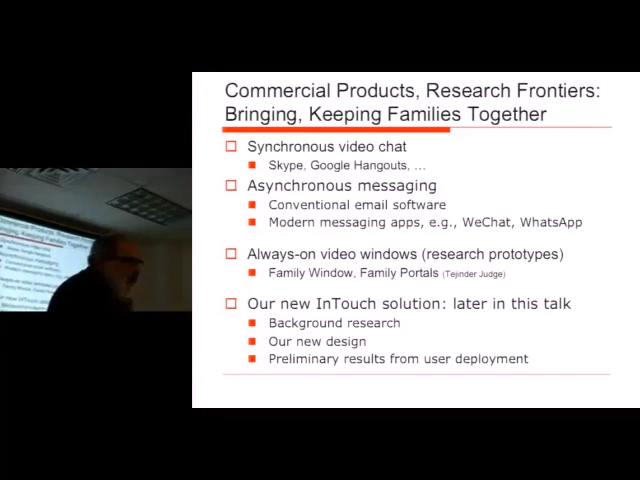 Commercial Products, Research Frontiers:
Bringing, Keeping Families Together
Synchronous video chat
Skype, Google Hangouts, …
Asynchronous messaging
Conventional email software
Modern messaging apps, e.g., WeChat, WhatsApp
Always-on video windows (research prototypes)
Family Window, Family Portals (Tejinder Judge)
Our new InTouch solution: later in this talk
Background research
Our new design
Preliminary results from user deployment